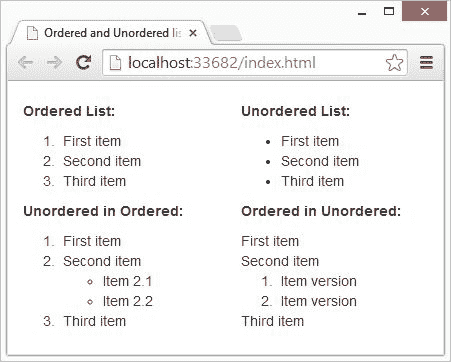 Ordered and Unordered lis
localhost:33682/index.html
Ordered List:
1. First item
2. Second item
3. Third item
Unordered List:
• First item
• Second item
• Third item
Unordered in Ordered:
1. First item
2. Second item
◦ Item 2.1
◦ Item 2.2
3. Third item
Ordered in Unordered:
First item
Second item
1. Item version
2. Item version
Third item